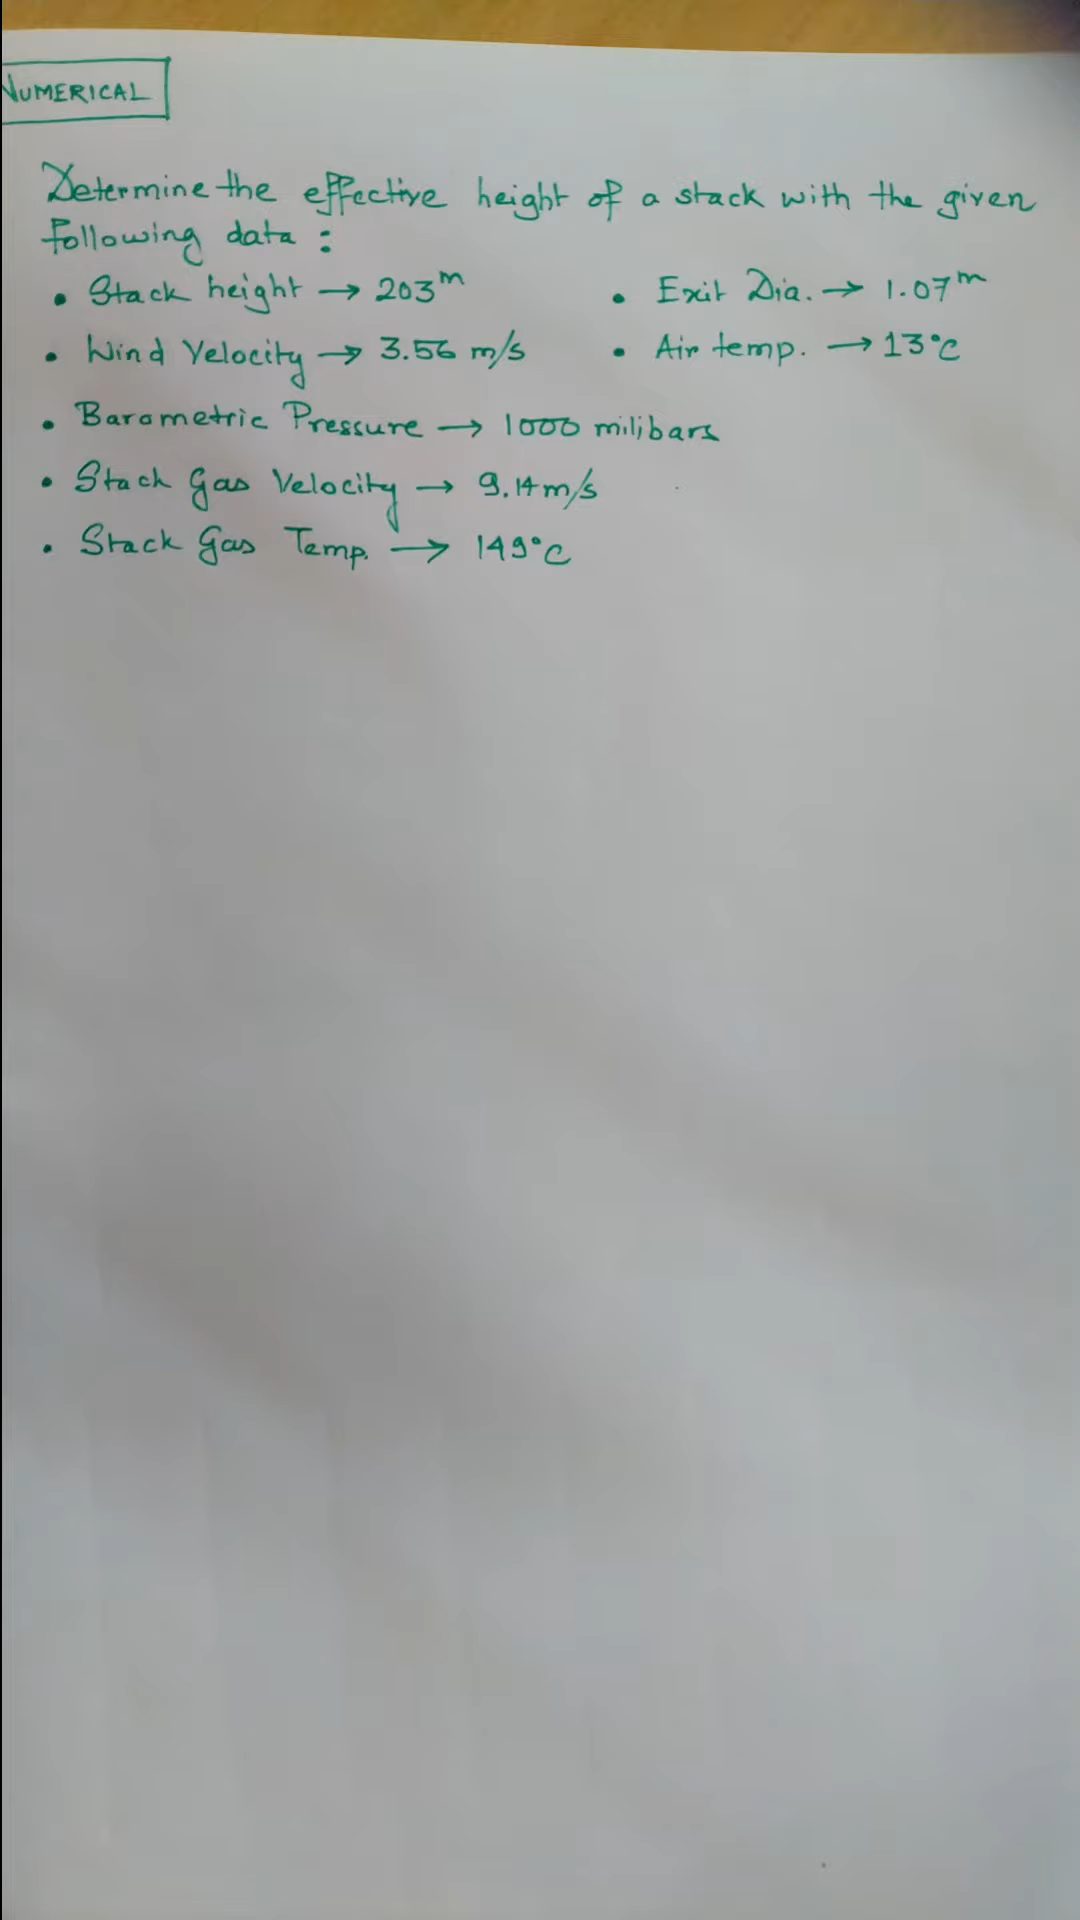 NUMERICAL
Determine the effective height of a stack with the given
following data :
• Stack height → 203m • Exit Dia. → 1.07m
• Wind Velocity → 3.56 m/s • Air temp. → 13°C
• Barometric Pressure → 1000 milibars
• Stack Gas Velocity → 9.14 m/s
• Stack Gas Temp. → 149°C